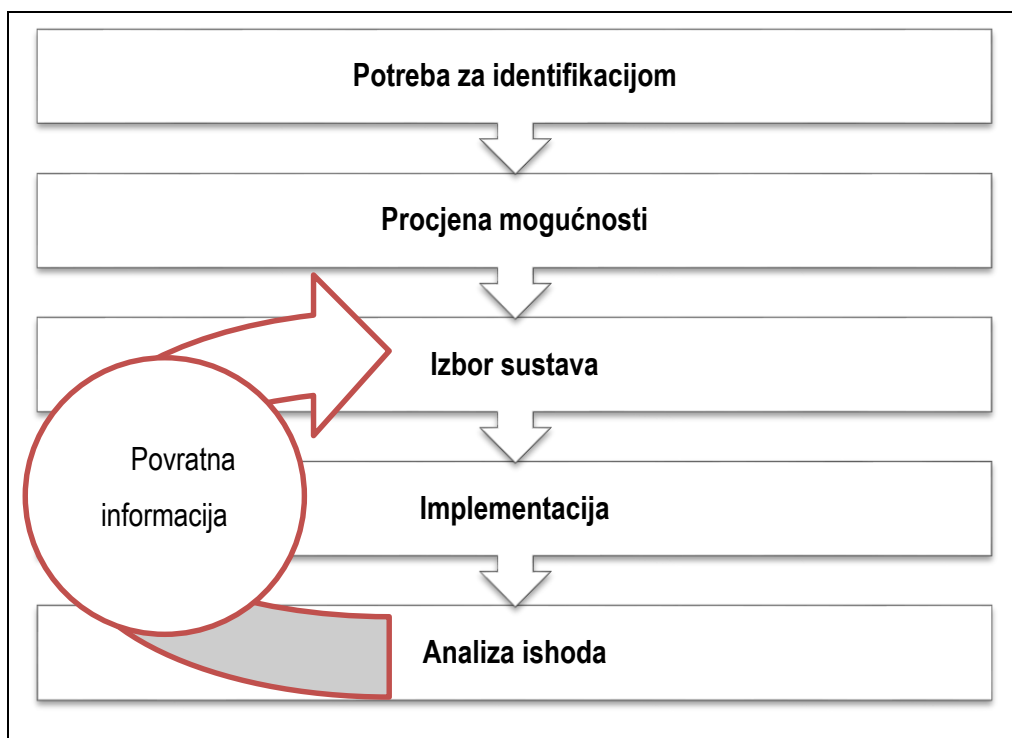 Potreba za identifikacijom
Procjena mogućnosti
Izbor sustava
Povratna
informacija
Implementacija
Analiza ishoda